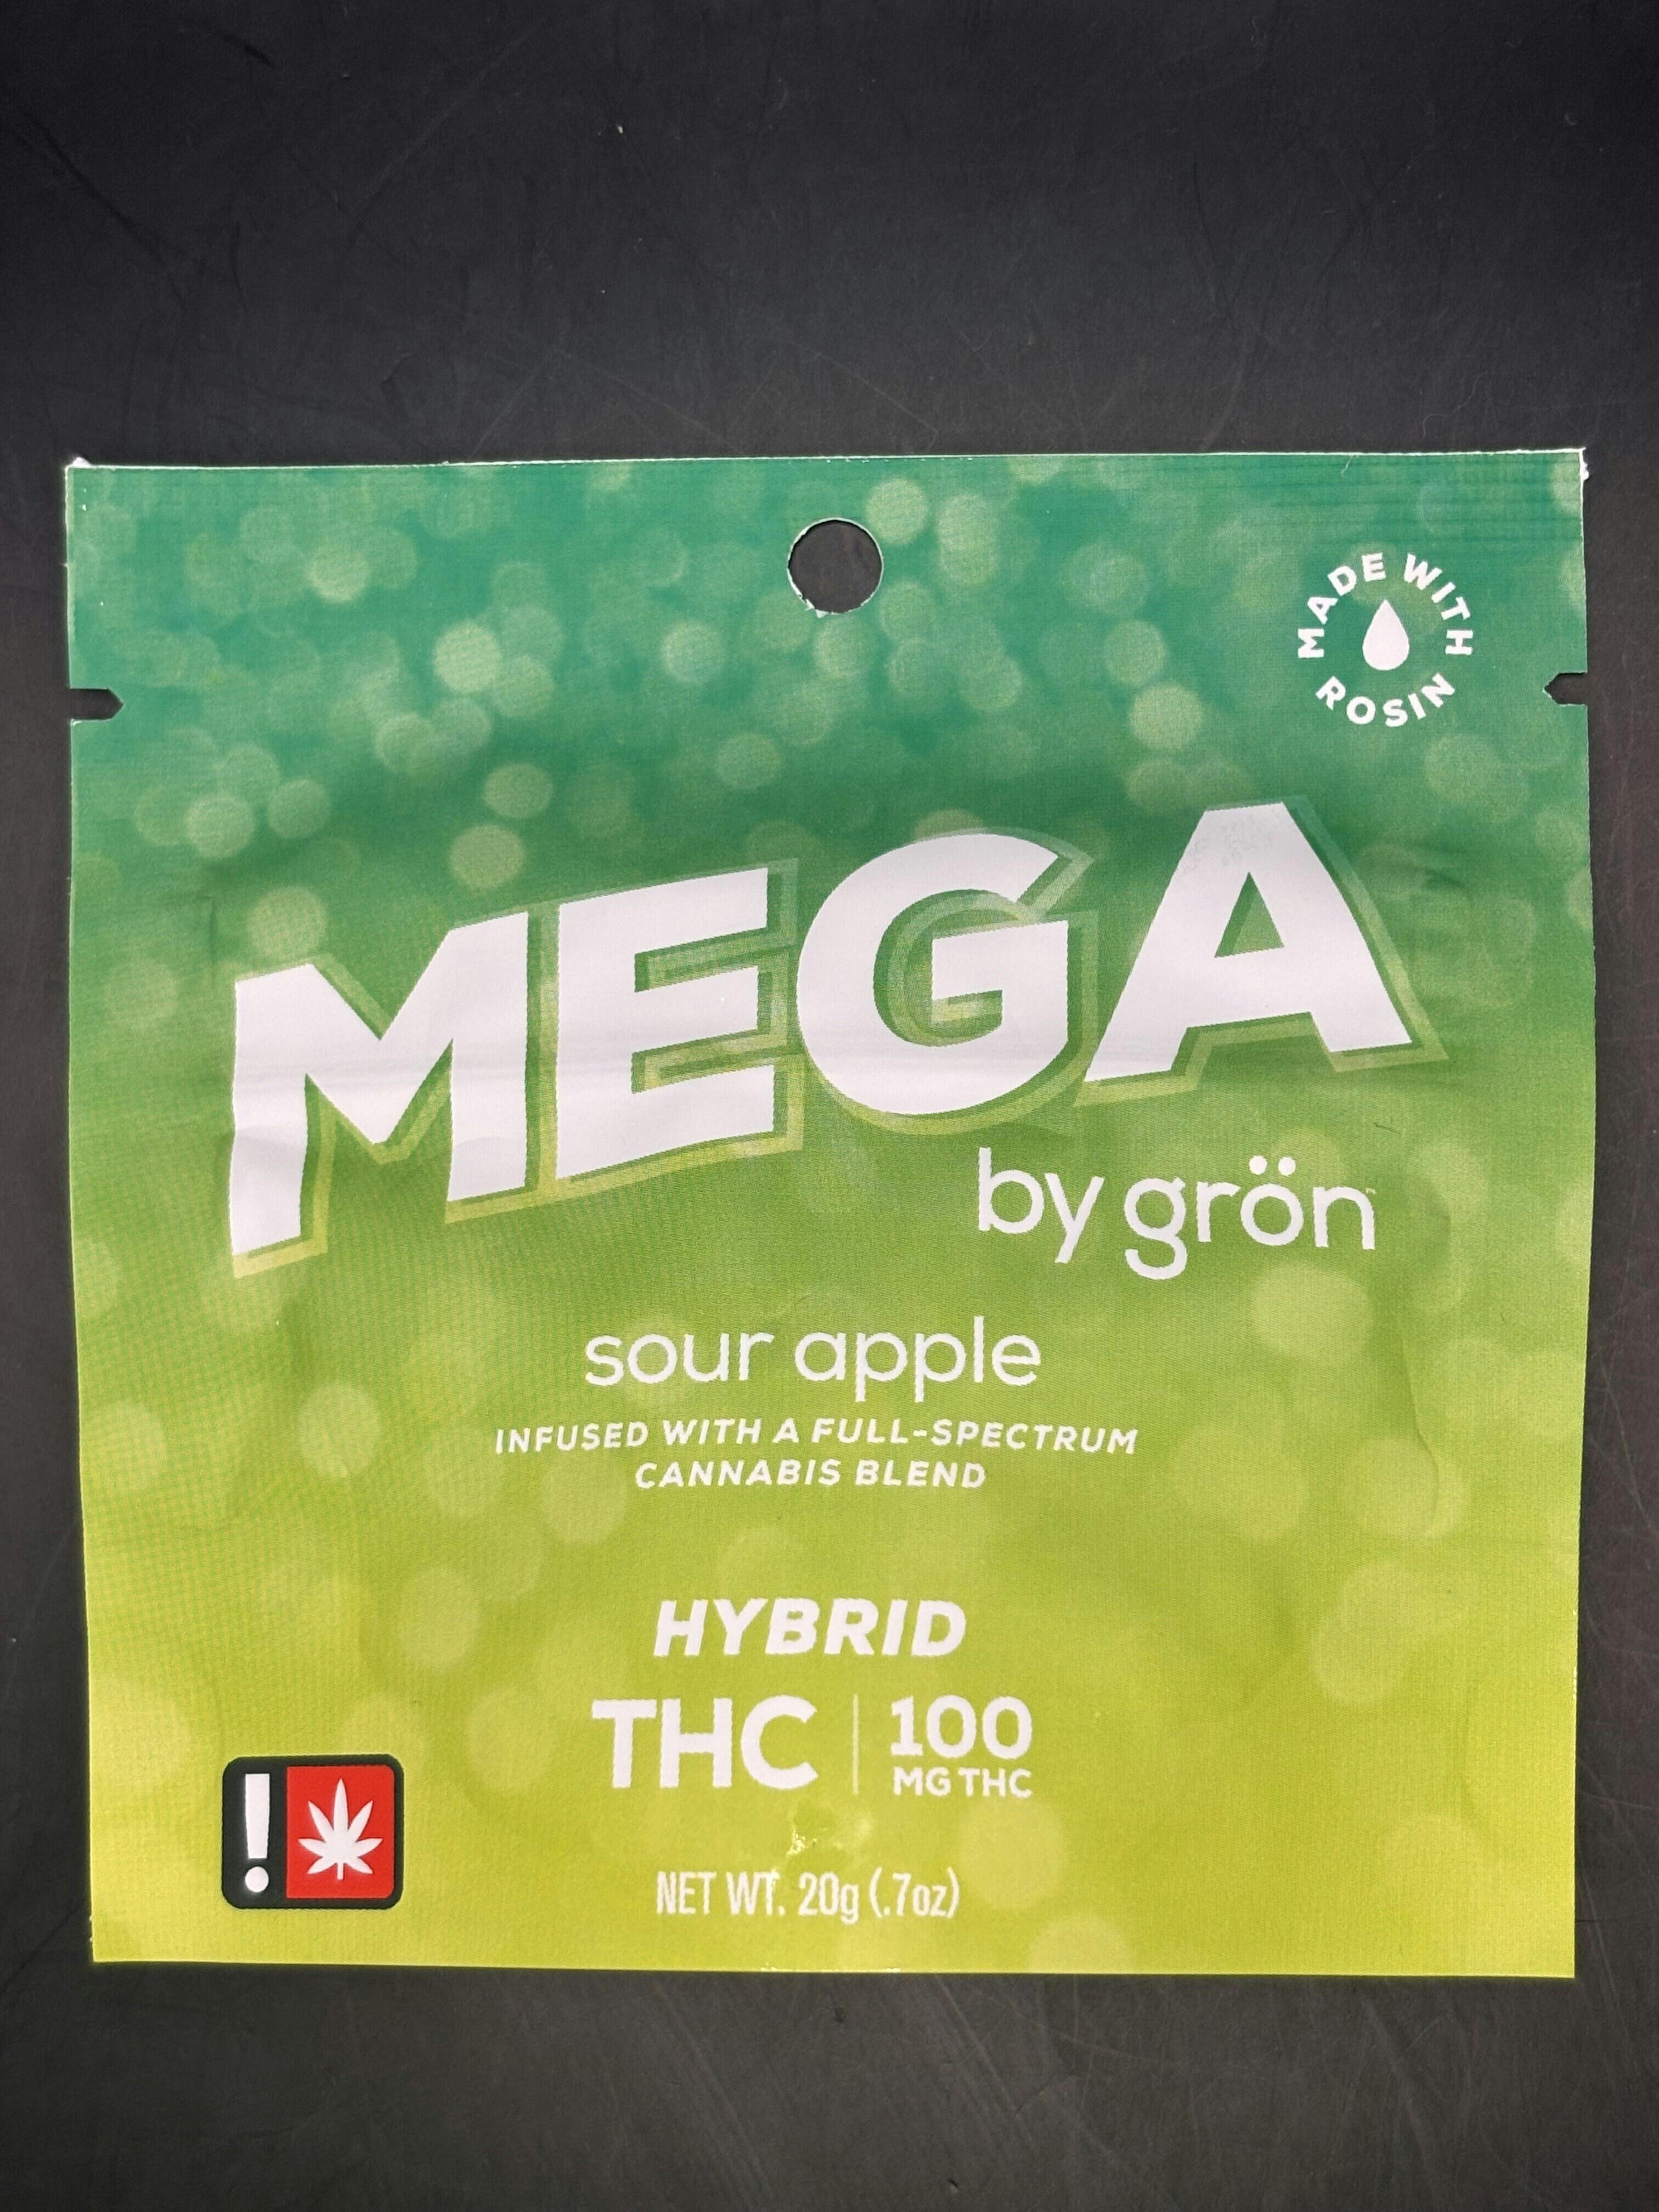 MADE WITH
ROSIN
MEGA
by grön
sour apple
INFUSED WITH A FULL-SPECTRUM
CANNABIS BLEND
HYBRID
THC | 100
MG THC
!
NET WT. 20g (.7oz)